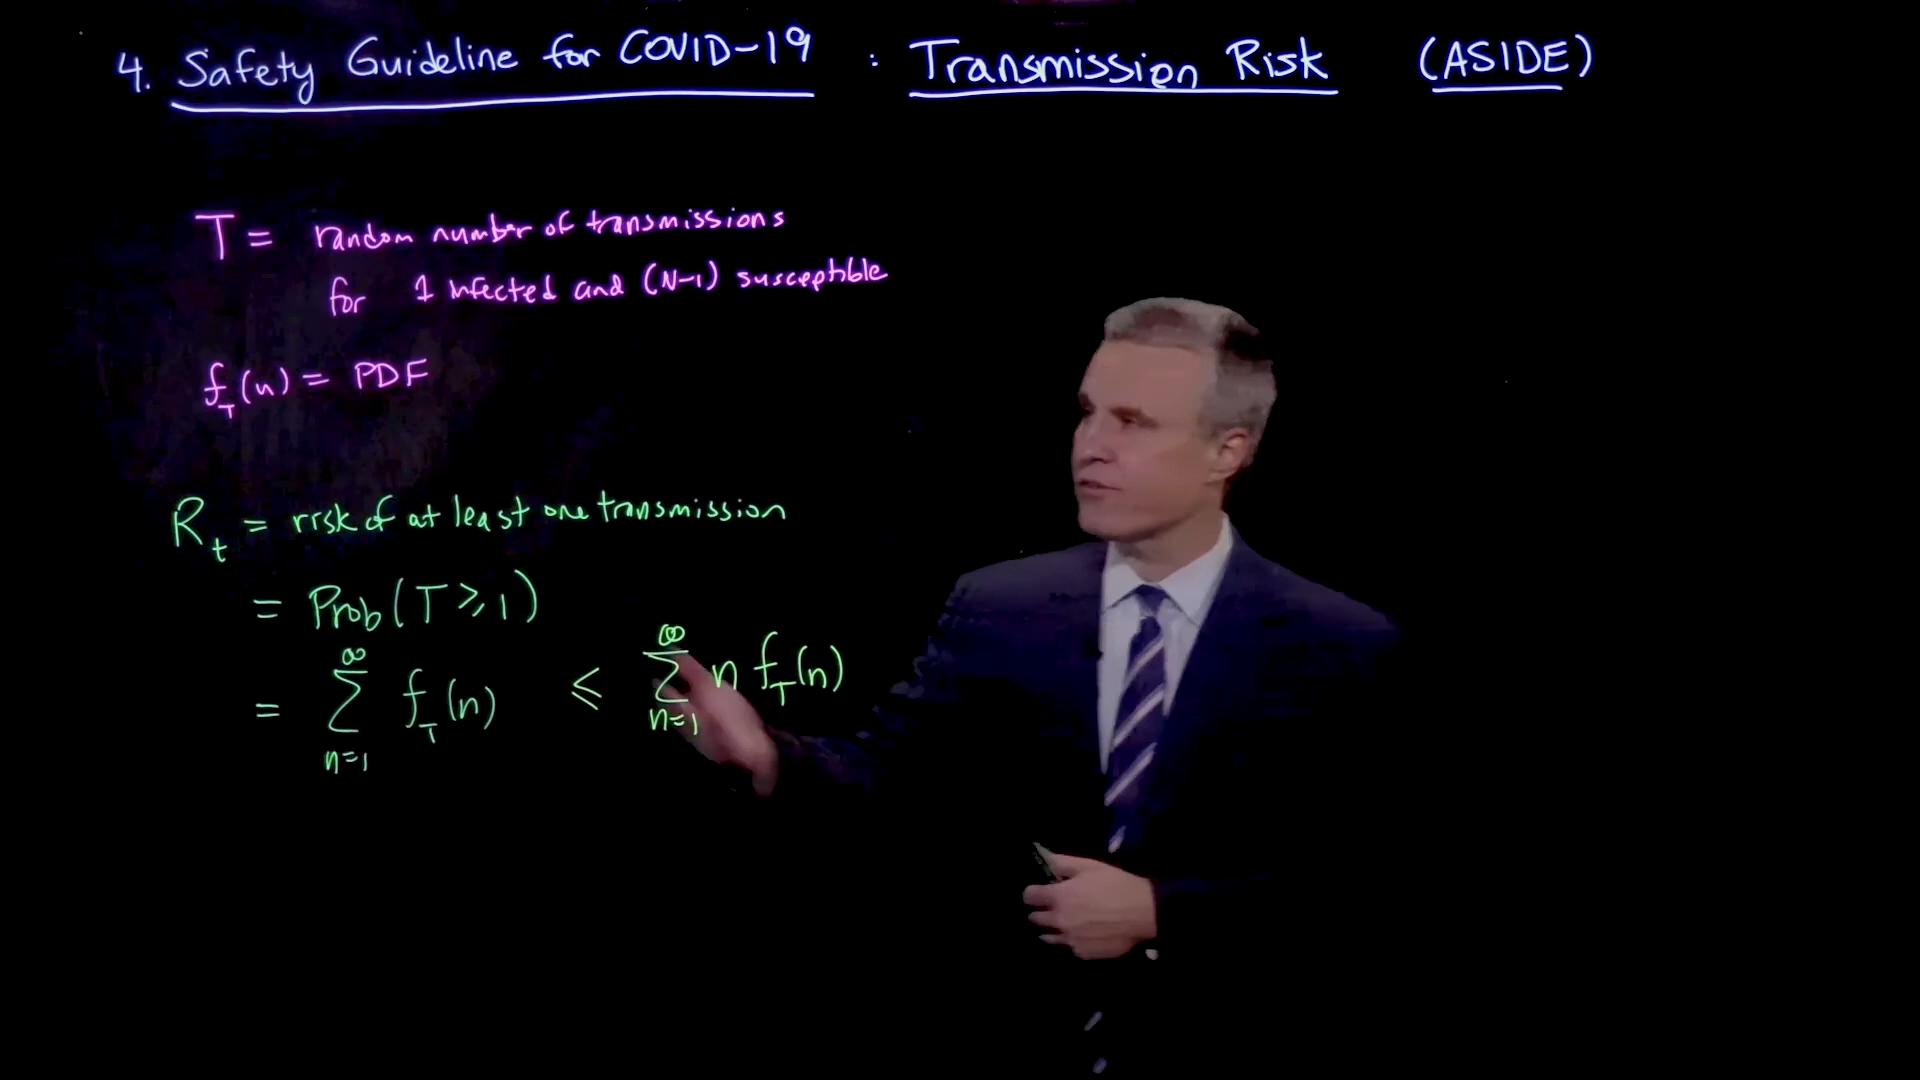 4. Safety Guideline for COVID-19 : Transmission Risk (ASIDE)
T = random number of transmissions
for 1 infected and (N-1) susceptible
f_T(n) = PDF
R_t = risk of at least one transmission
= Prob(T ≥ 1)
= ∑_{n=1}^{∞} f_T(n) ≤ ∑_{n=1}^{∞} n f_T(n)